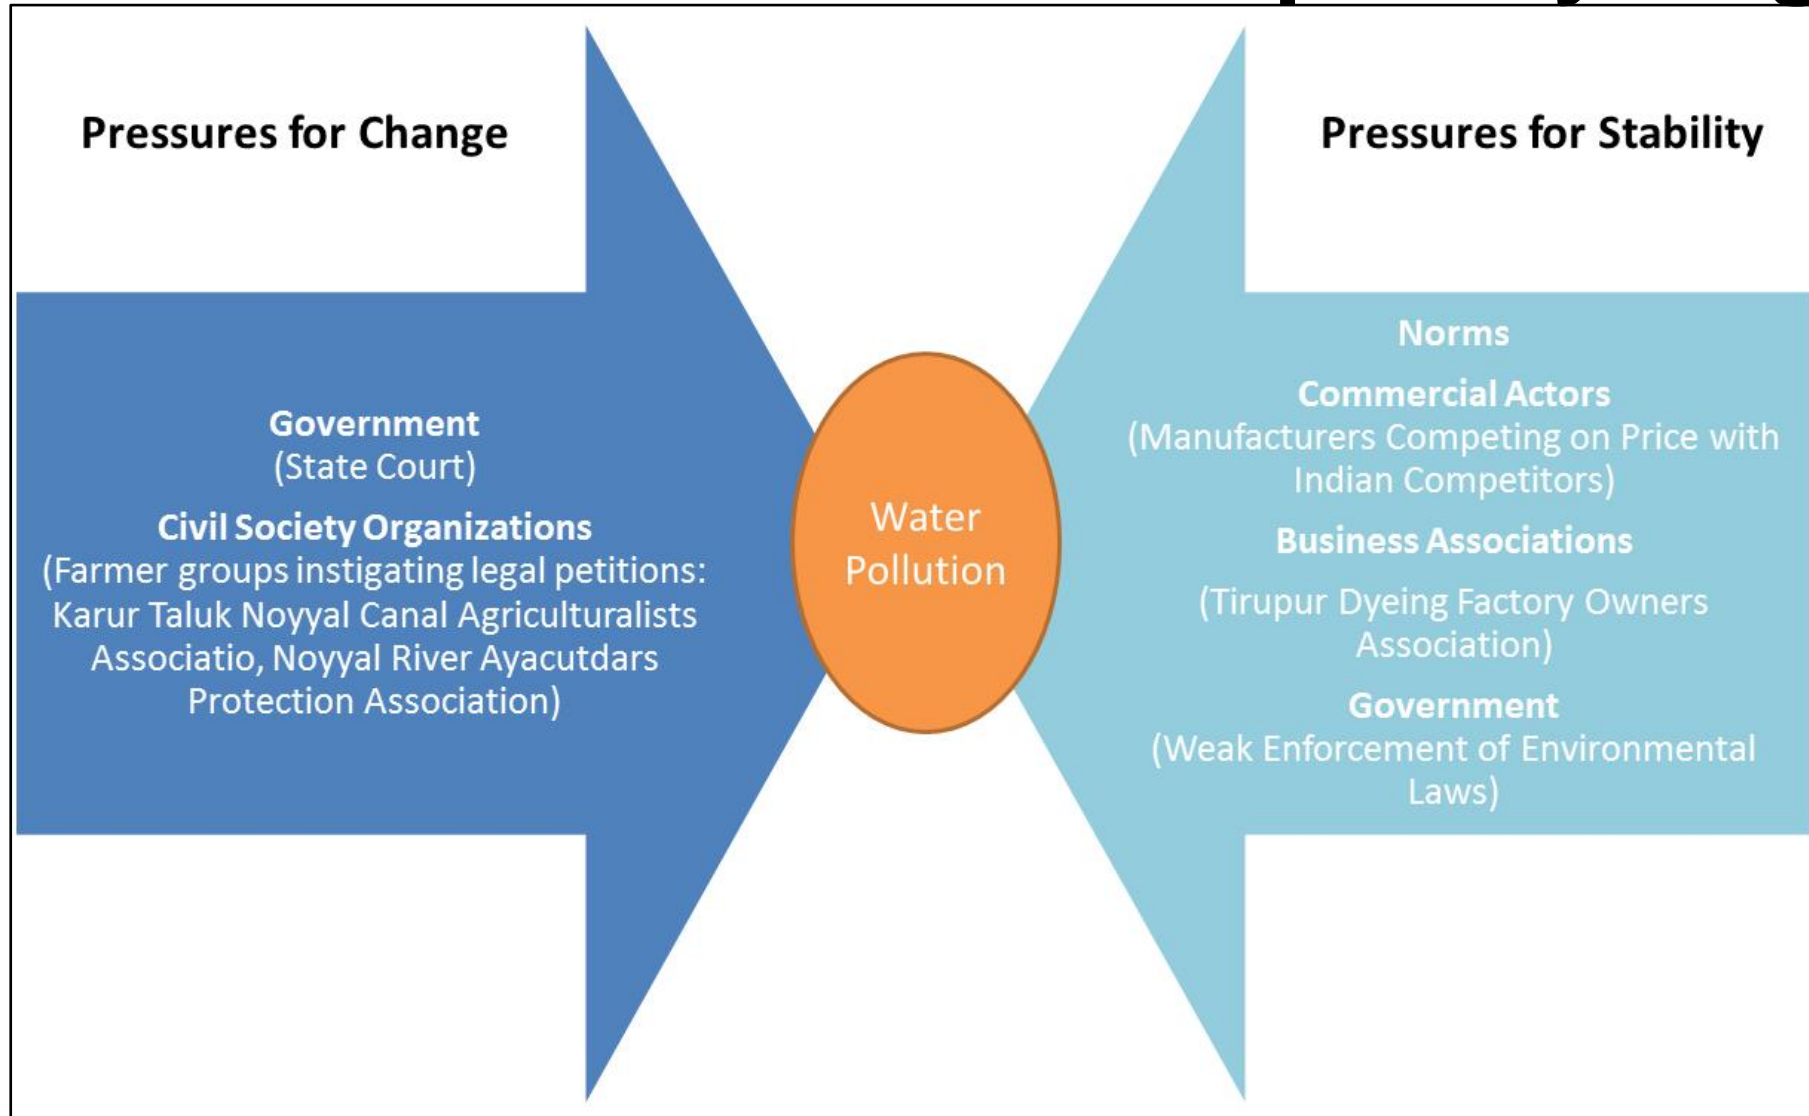 Pressures for Change
Government
(State Court)
Civil Society Organizations
(Farmer groups instigating legal petitions:
Karur Taluk Noyyal Canal Agriculturalists
Associatio, Noyyal River Ayacutdars
Protection Association)
Water
Pollution
Pressures for Stability
Norms
Commercial Actors
(Manufacturers Competing on Price with
Indian Competitors)
Business Associations
(Tirupur Dyeing Factory Owners
Association)
Government
(Weak Enforcement of Environmental
Laws)